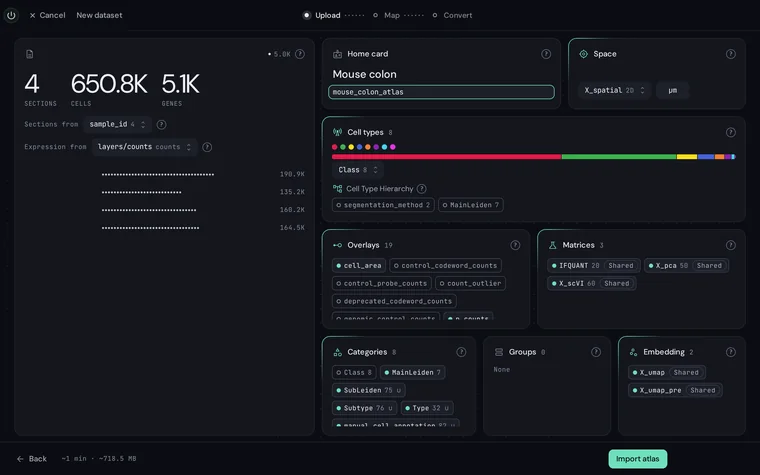 Cancel New dataset Upload Map Convert
5.0K ?
4 650.8K 5.1K
SECTIONS CELLS GENES
Sections from sample_id 4 ?
Expression from layers/counts counts ?
190.9K
135.2K
160.2K
164.5K
Home card ?
Mouse colon
mouse_colon_atlas
Space ?
X_spatial 2D µm
Cell types 8 ?
Class 8
Cell Type Hierarchy ?
segmentation_method 2 MainLeiden 7
Overlays 19 ?
cell_area control_codeword_counts
control_probe_counts count_outlier
deprecated_codeword_counts
genomic_control_counts n_counts
Matrices 3 ?
IFQUANT 20 Shared X_pca 50 Shared
X_scVI 60 Shared
Categories 8 ?
Class 8 MainLeiden 7
SubLeiden 75 u
Subtype 76 u Type 32 u
manual_cell_annotation 82 u
Groups 0 ?
None
Embedding 2 ?
X_umap Shared
X_umap_pre Shared
Back ~1 min · ~718.5 MB Import atlas